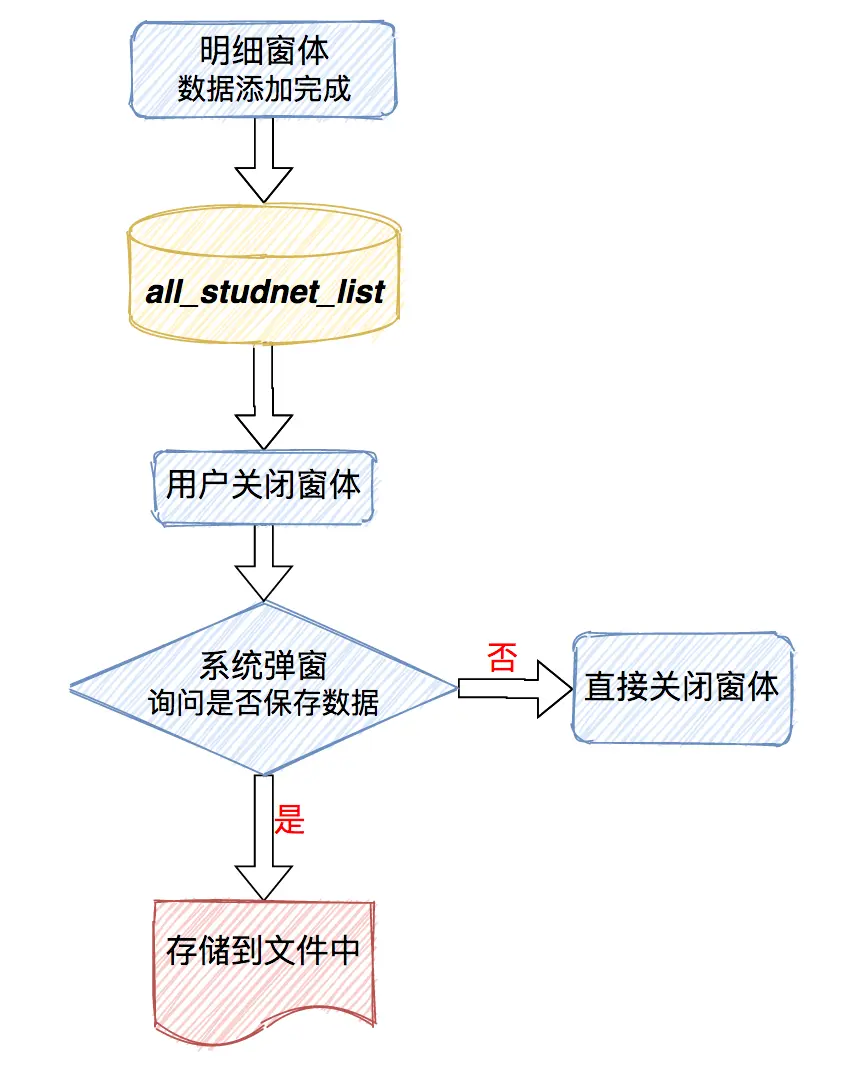 明细窗体
数据添加完成
all_studnet_list
用户关闭窗体
系统弹窗
询问是否保存数据
否
直接关闭窗体
是
存储到文件中